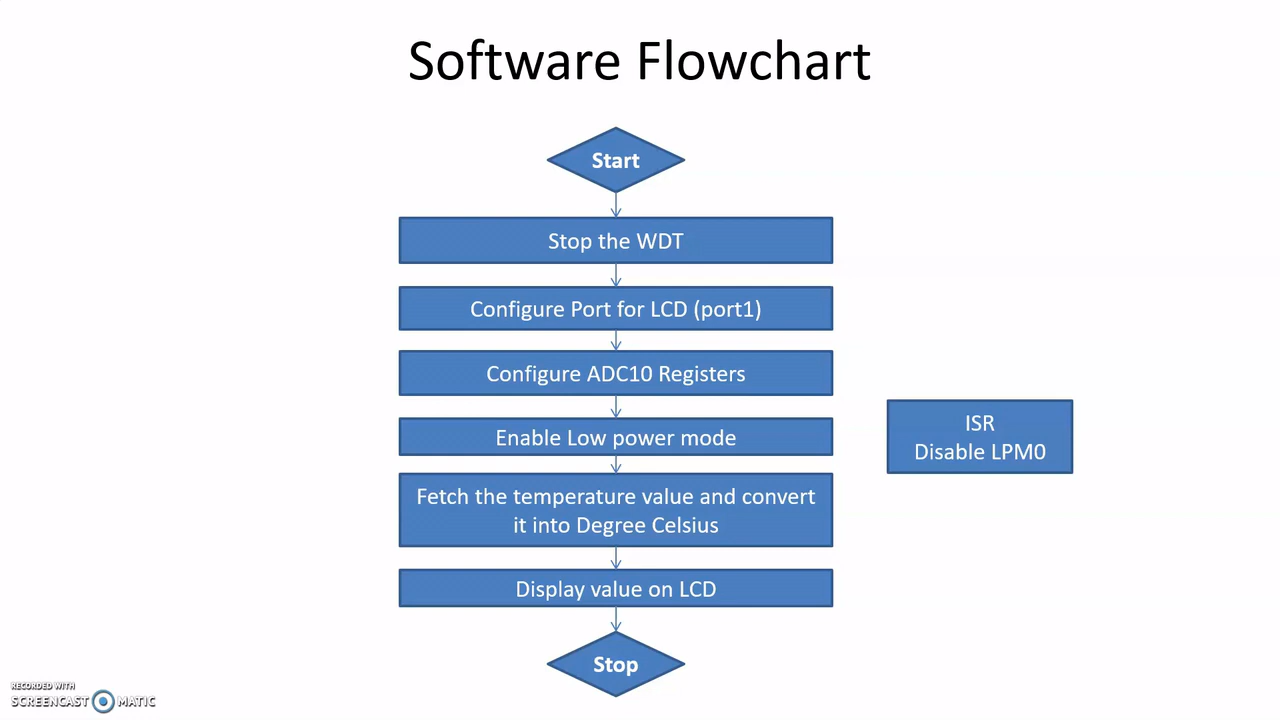 Software Flowchart
Start
Stop the WDT
Configure Port for LCD (port1)
Configure ADC10 Registers
Enable Low power mode
ISR
Disable LPM0
Fetch the temperature value and convert
it into Degree Celsius
Display value on LCD
Stop
RECORDED WITH
SCREENCAST MATIC